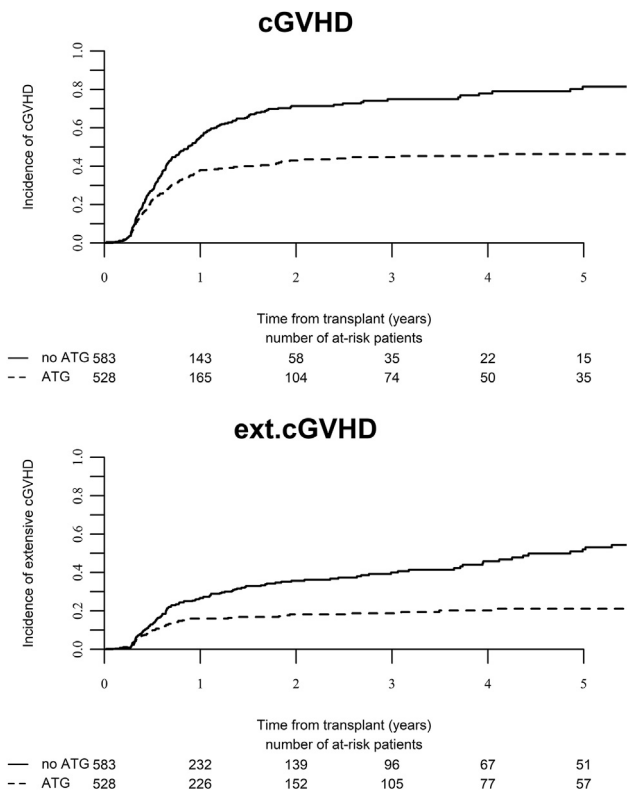 cGVHD
Incidence of cGVHD
1.0
0.8
0.6
0.4
0.2
0.0
0 1 2 3 4 5
Time from transplant (years)
number of at-risk patients
no ATG 583 143 58 35 22 15
ATG 528 165 104 74 50 35
ext.cGVHD
Incidence of extensive cGVHD
1.0
0.8
0.6
0.4
0.2
0.0
0 1 2 3 4 5
Time from transplant (years)
number of at-risk patients
no ATG 583 232 139 96 67 51
ATG 528 226 152 105 77 57